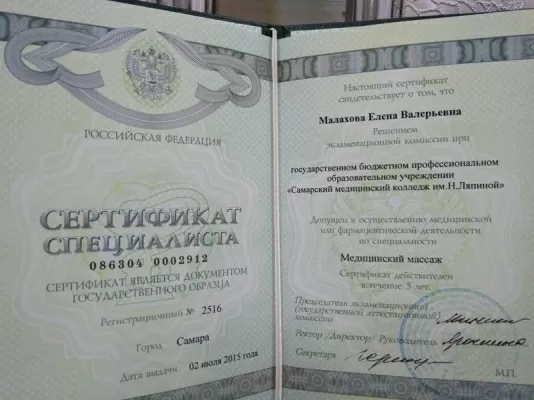 РОССИЙСКАЯ ФЕДЕРАЦИЯ
СЕРТИФИКАТ
СПЕЦИАЛИСТА
086304 0002912
СЕРТИФИКАТ ЯВЛЯЕТСЯ ДОКУМЕНТОМ
ГОСУДАРСТВЕННОГО ОБРАЗЦА
Регистрационный № 2516
Город Самара
Дата выдачи 02 июля 2015 года
Настоящий сертификат
свидетельствует о том, что
Малахова Елена Валерьевна
Решением
экзаменационной комиссии при
государственном бюджетном профессиональном
образовательном учреждении
«Самарский медицинский колледж им.Н.Ляпиной»
Допущен к осуществлению медицинской
или фармацевтической деятельности
по специальности
Медицинский массаж
Сертификат действителен
в течение 5 лет.
Председатель экзаменационной
(государственной аттестационной)
комиссии
Ректор /Директор/ Руководитель
Секретарь
М.П.